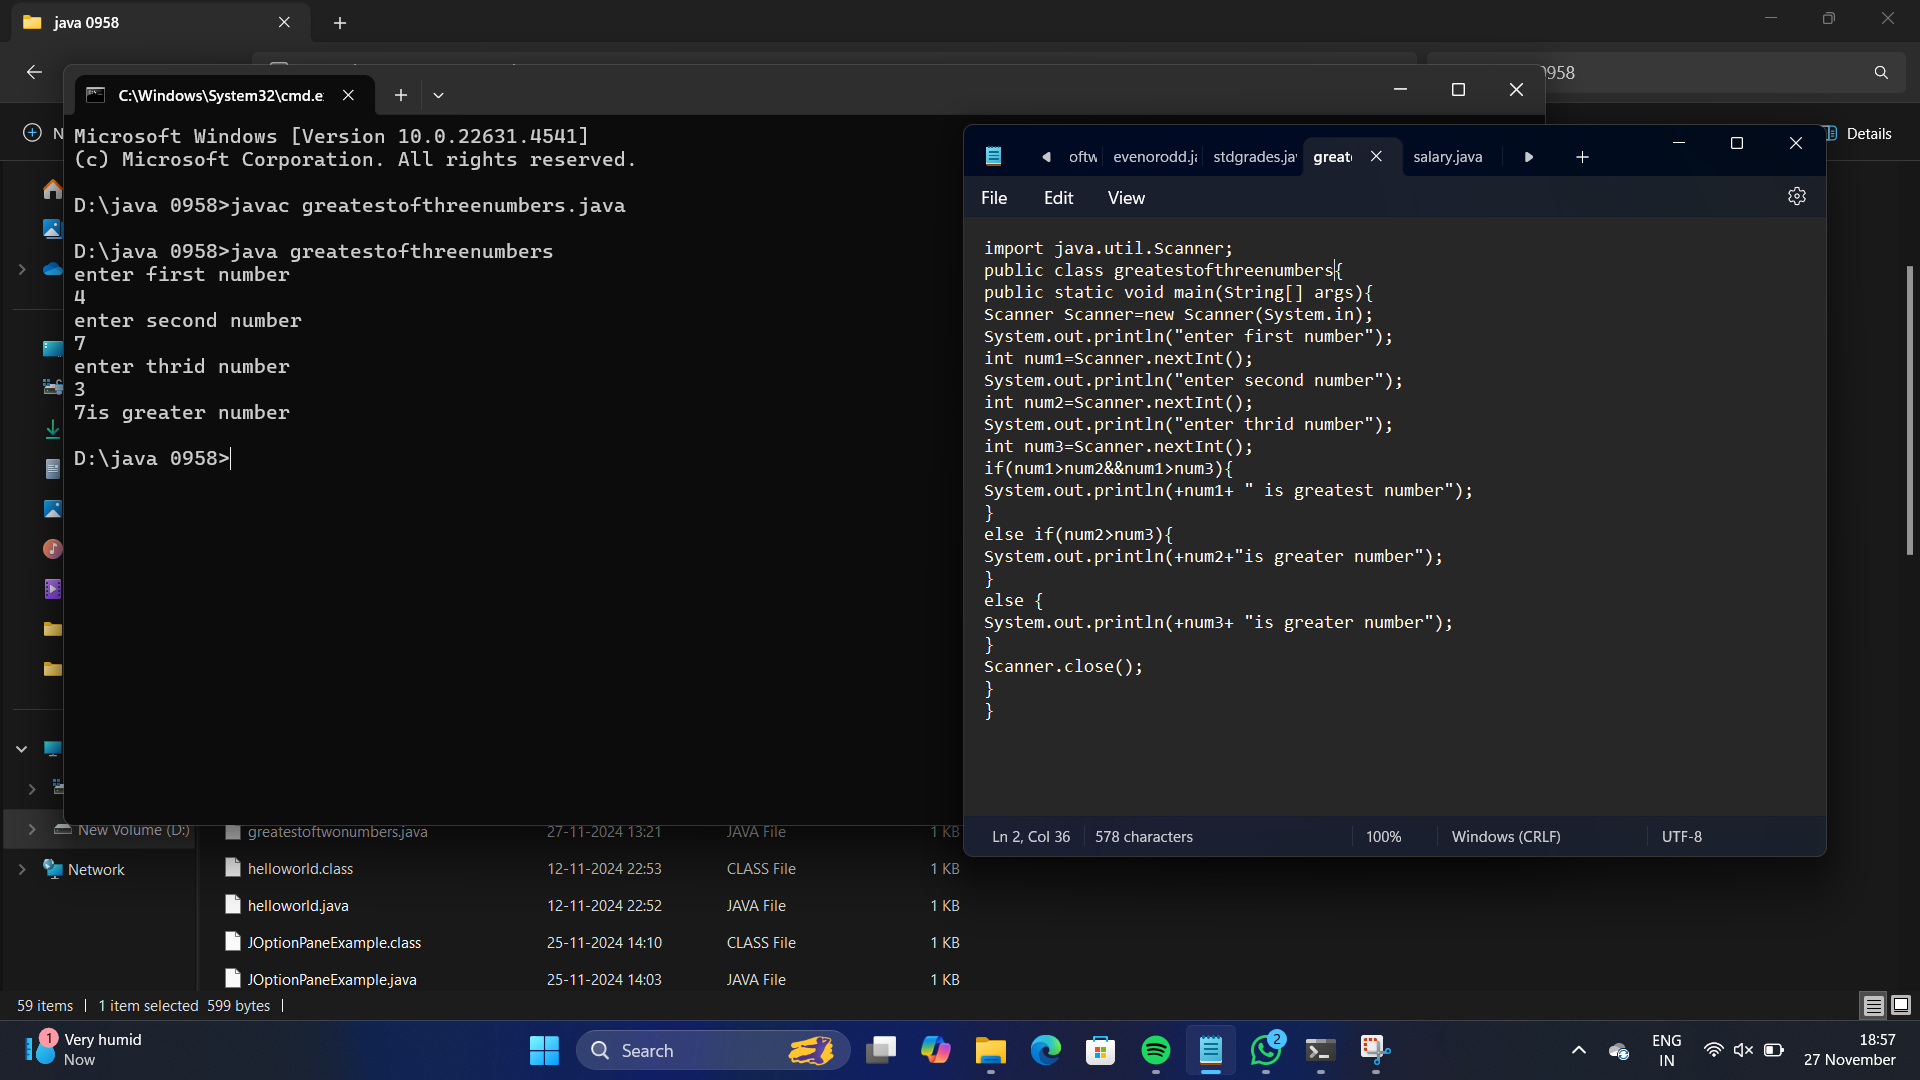 java 0958
0958
Details
C:\Windows\System32\cmd.e
Microsoft Windows [Version 10.0.22631.4541]
(c) Microsoft Corporation. All rights reserved.
D:\java 0958>javac greatestofthreenumbers.java
D:\java 0958>java greatestofthreenumbers
enter first number
4
enter second number
7
enter thrid number
3
7is greater number
D:\java 0958>
oftw evenorodd.ja stdgrades.jav great salary.java
File Edit View
import java.util.Scanner;
public class greatestofthreenumbers{
public static void main(String[] args){
Scanner Scanner=new Scanner(System.in);
System.out.println("enter first number");
int num1=Scanner.nextInt();
System.out.println("enter second number");
int num2=Scanner.nextInt();
System.out.println("enter thrid number");
int num3=Scanner.nextInt();
if(num1>num2&&num1>num3){
System.out.println(+num1+ " is greatest number");
}
else if(num2>num3){
System.out.println(+num2+"is greater number");
}
else {
System.out.println(+num3+ "is greater number");
}
Scanner.close();
}
}
Ln 2, Col 36 578 characters 100% Windows (CRLF) UTF-8
New Volume (D:)
Network
greatestoftwonumbers.java 27-11-2024 13:21 JAVA File 1 KB
helloworld.class 12-11-2024 22:53 CLASS File 1 KB
helloworld.java 12-11-2024 22:52 JAVA File 1 KB
JOptionPaneExample.class 25-11-2024 14:10 CLASS File 1 KB
JOptionPaneExample.java 25-11-2024 14:03 JAVA File 1 KB
59 items 1 item selected 599 bytes
1
Very humid
Now
Search
2
ENG
IN
18:57
27 November